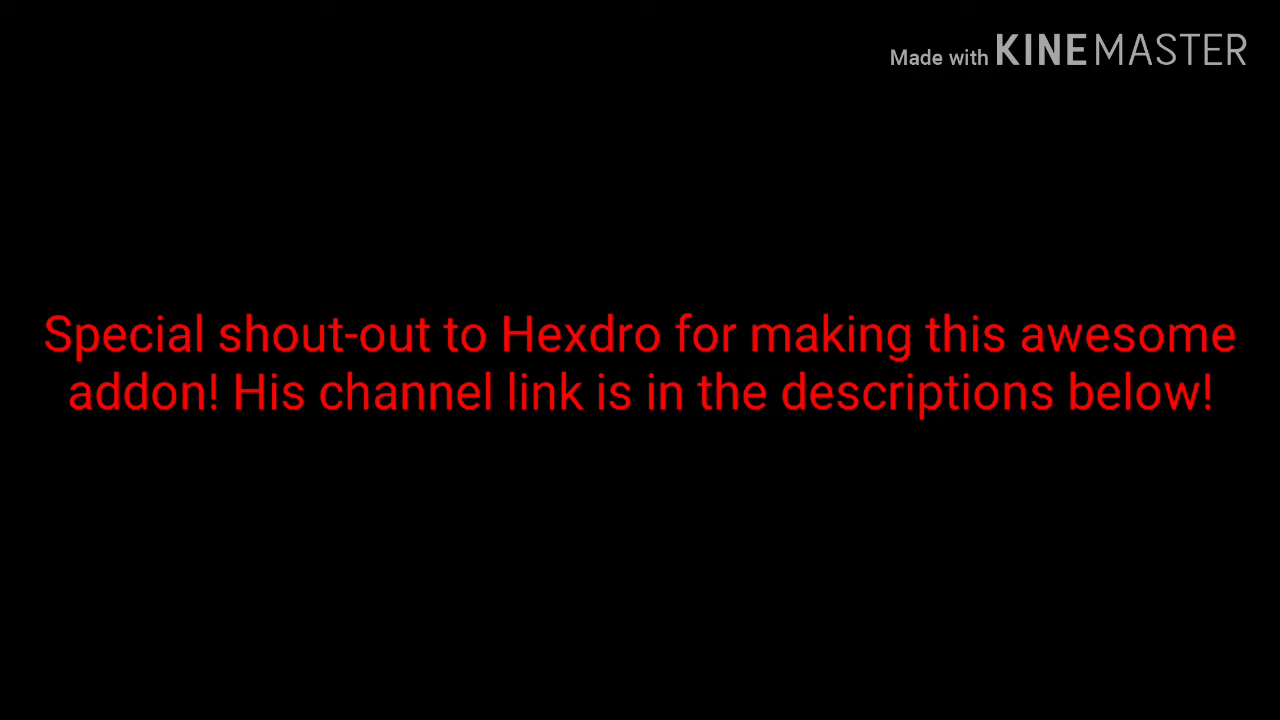 Made with KINEMASTER
Special shout-out to Hexdro for making this awesome
addon! His channel link is in the descriptions below!